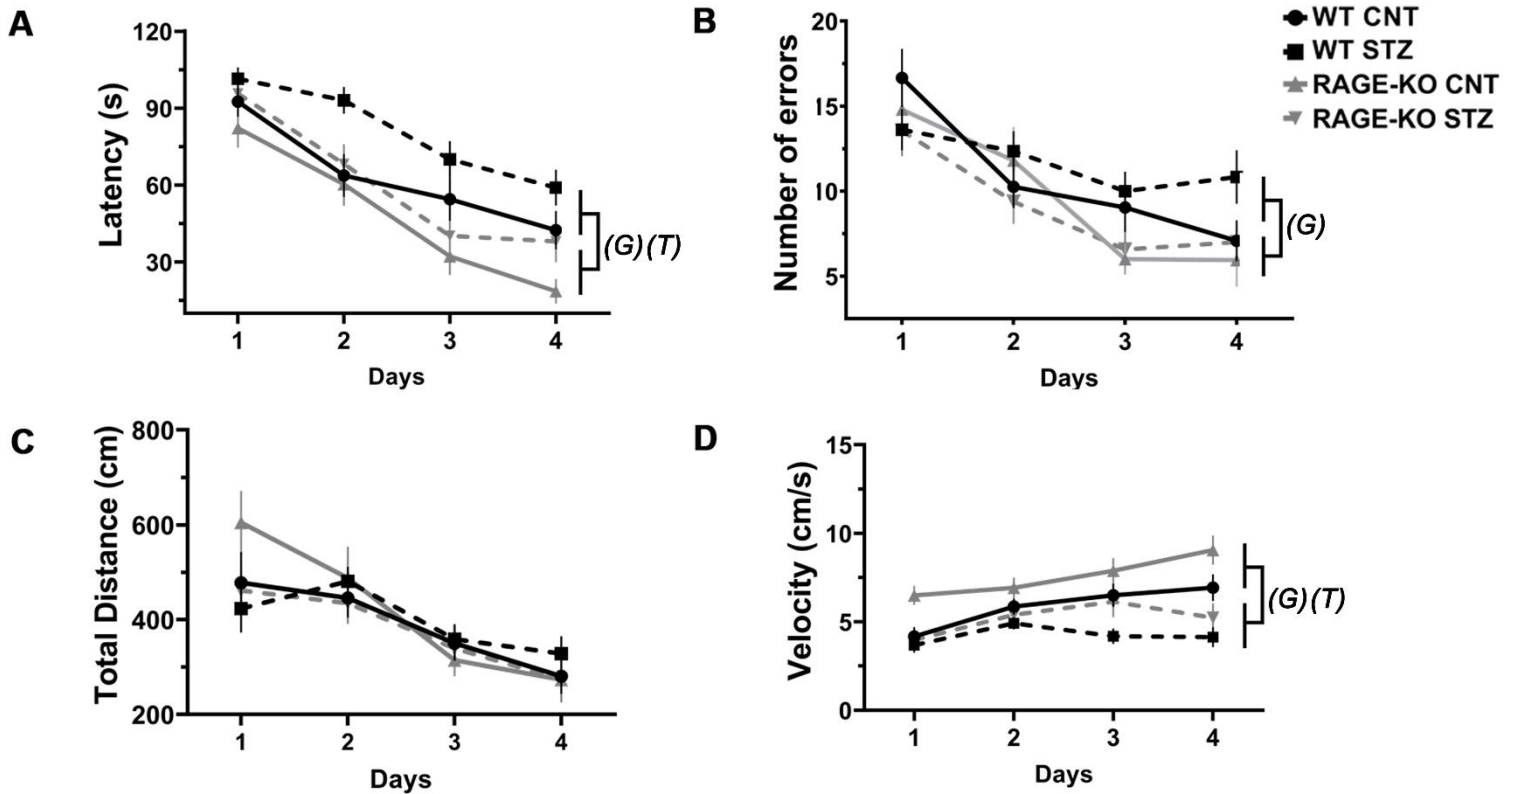 A
Latency (s)
120
90
60
30
1 2 3 4
Days
(G)(T)
B
Number of errors
20
15
10
5
1 2 3 4
Days
(G)
WT CNT
WT STZ
RAGE-KO CNT
RAGE-KO STZ
C
Total Distance (cm)
800
600
400
200
1 2 3 4
Days
D
Velocity (cm/s)
15
10
5
0
1 2 3 4
Days
(G)(T)